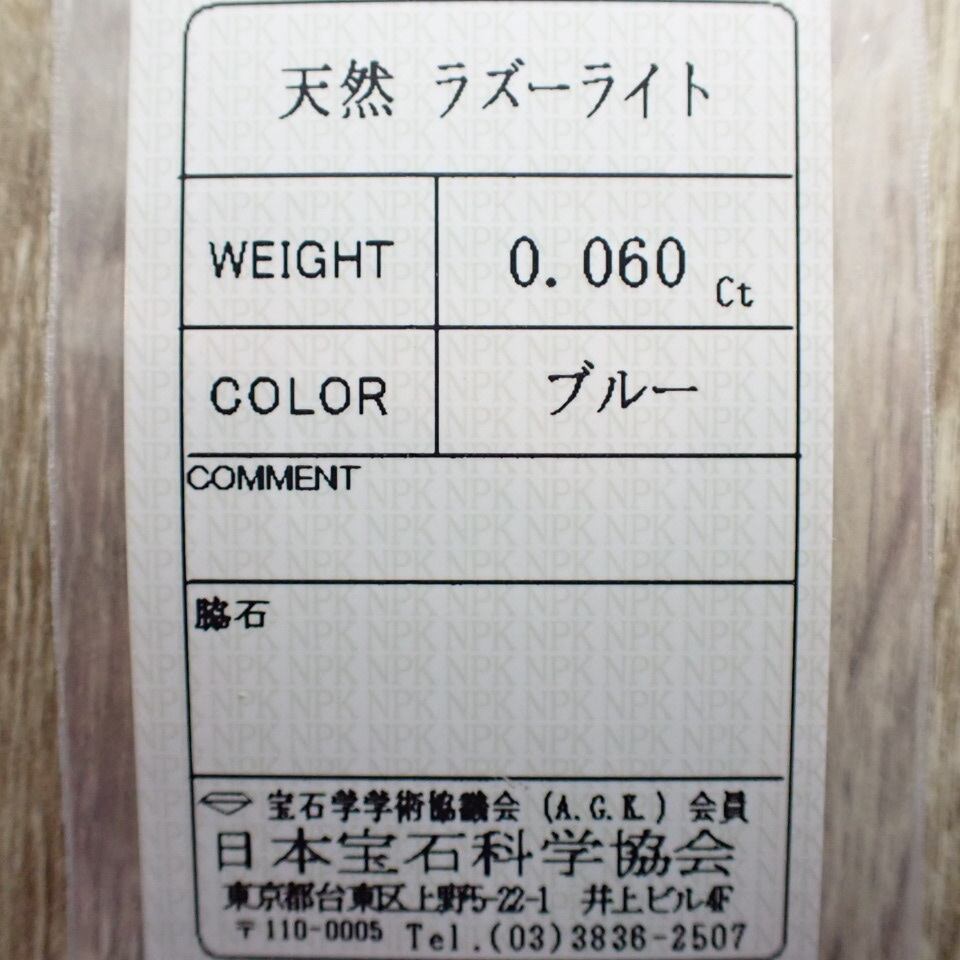 天然 ラズーライト
WEIGHT 0.060 Ct
COLOR ブルー
COMMENT
脇石
宝石学学術協議会 (A.G.K.) 会員
日本宝石科学協会
東京都台東区上野5-22-1 井上ビル4F
〒110-0005 Tel.(03)3836-2507